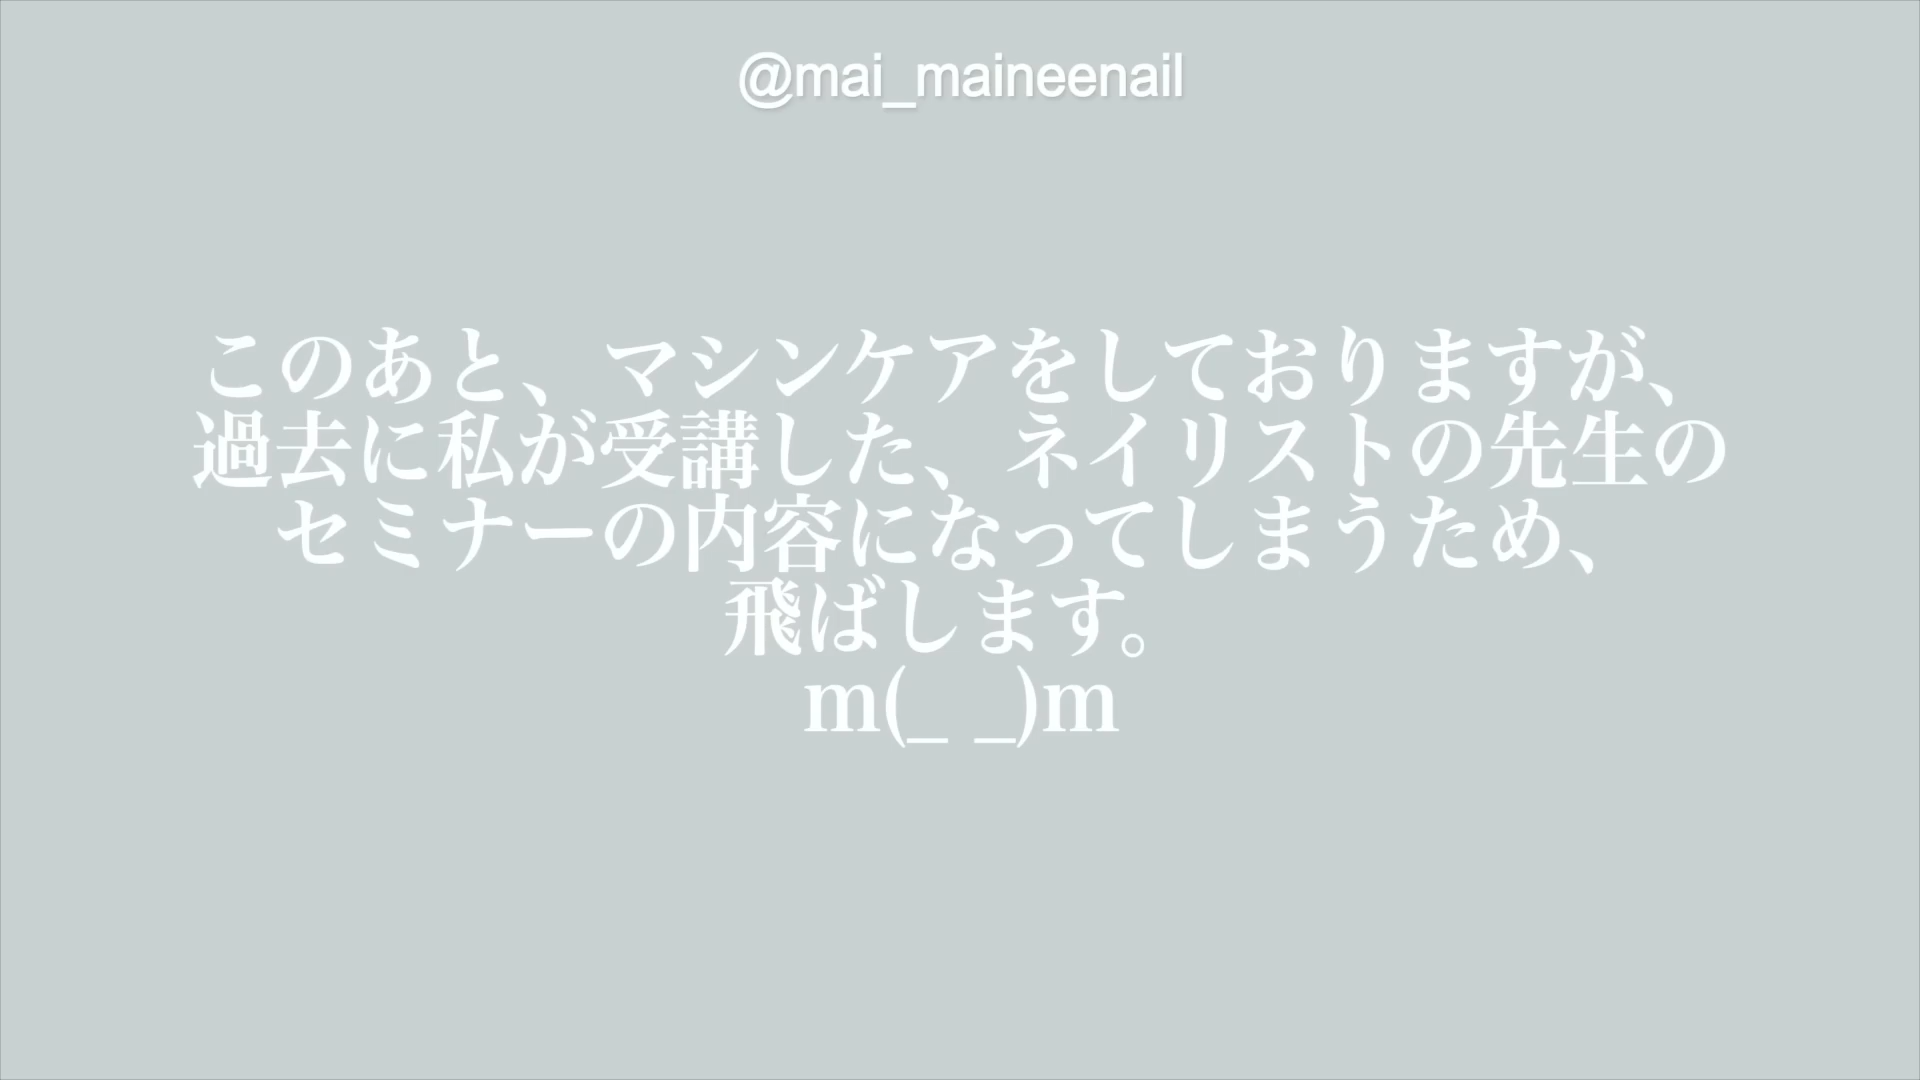 @mai_maineenail
このあと、マシンケアをしておりますが、
過去に私が受講した、ネイリストの先生の
セミナーの内容になってしまうため、
飛ばします。
m(_ _)m